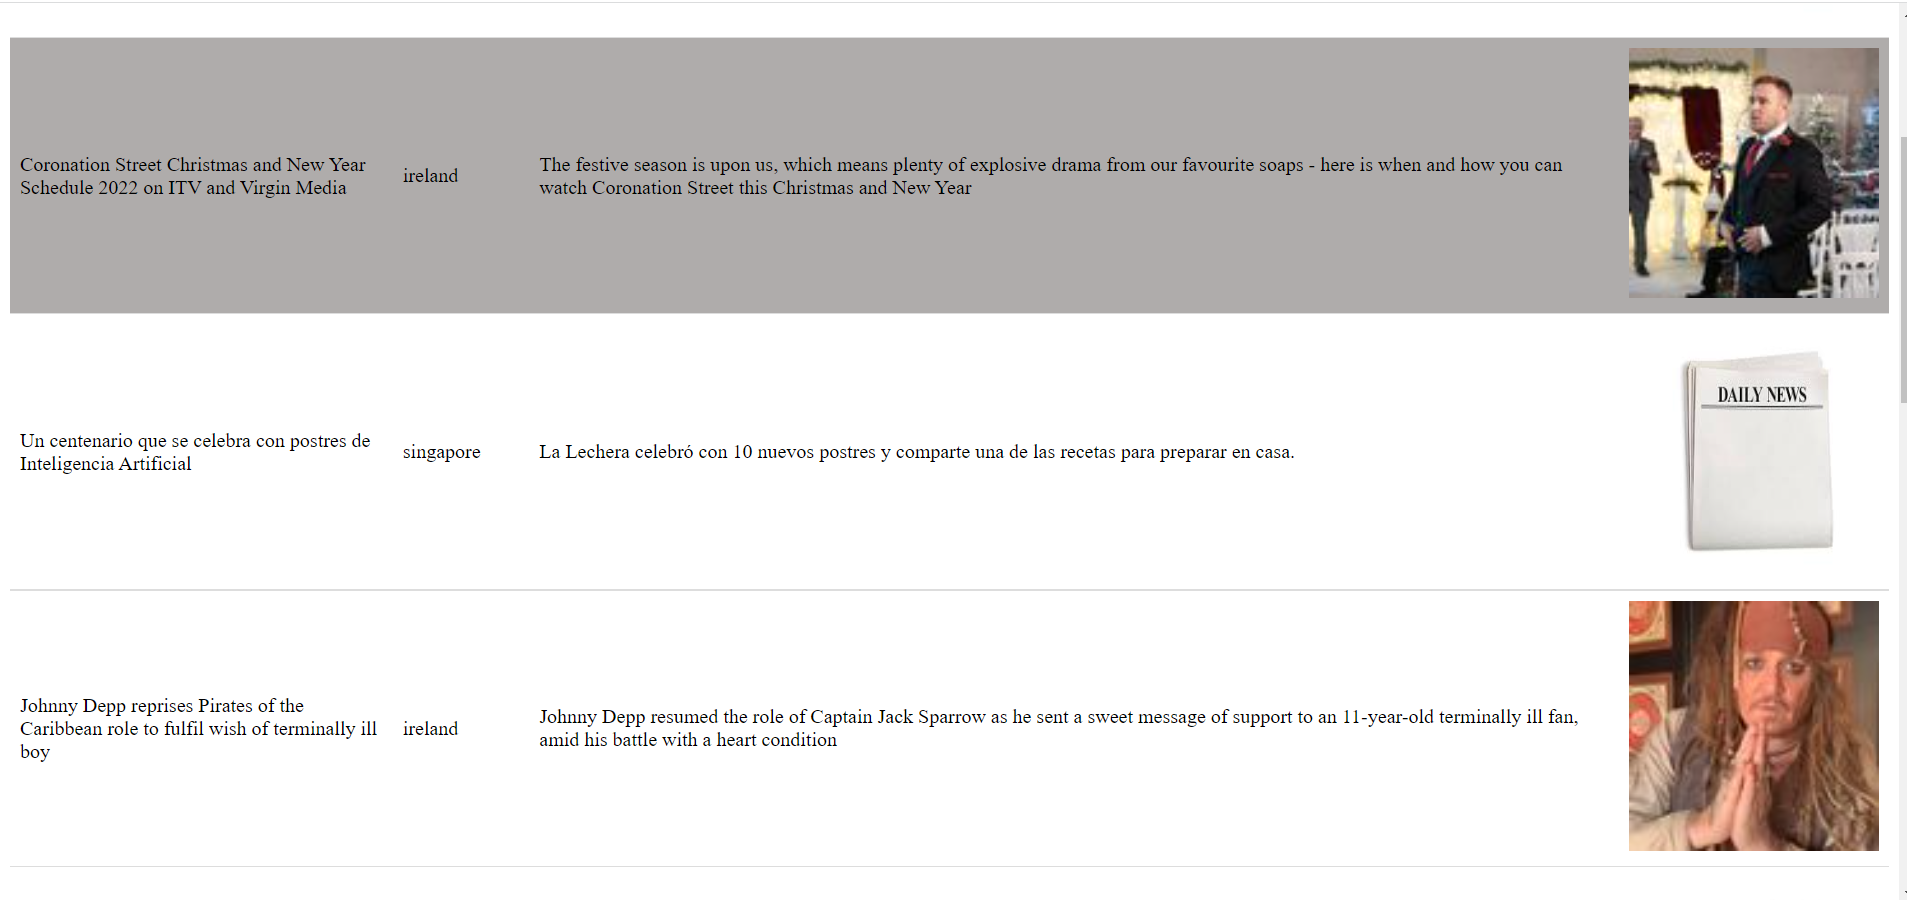 Coronation Street Christmas and New Year
Schedule 2022 on ITV and Virgin Media
ireland
The festive season is upon us, which means plenty of explosive drama from our favourite soaps - here is when and how you can
watch Coronation Street this Christmas and New Year
Un centenario que se celebra con postres de
Inteligencia Artificial
singapore
La Lechera celebró con 10 nuevos postres y comparte una de las recetas para preparar en casa.
DAILY NEWS
Johnny Depp reprises Pirates of the
Caribbean role to fulfil wish of terminally ill
boy
ireland
Johnny Depp resumed the role of Captain Jack Sparrow as he sent a sweet message of support to an 11-year-old terminally ill fan,
amid his battle with a heart condition